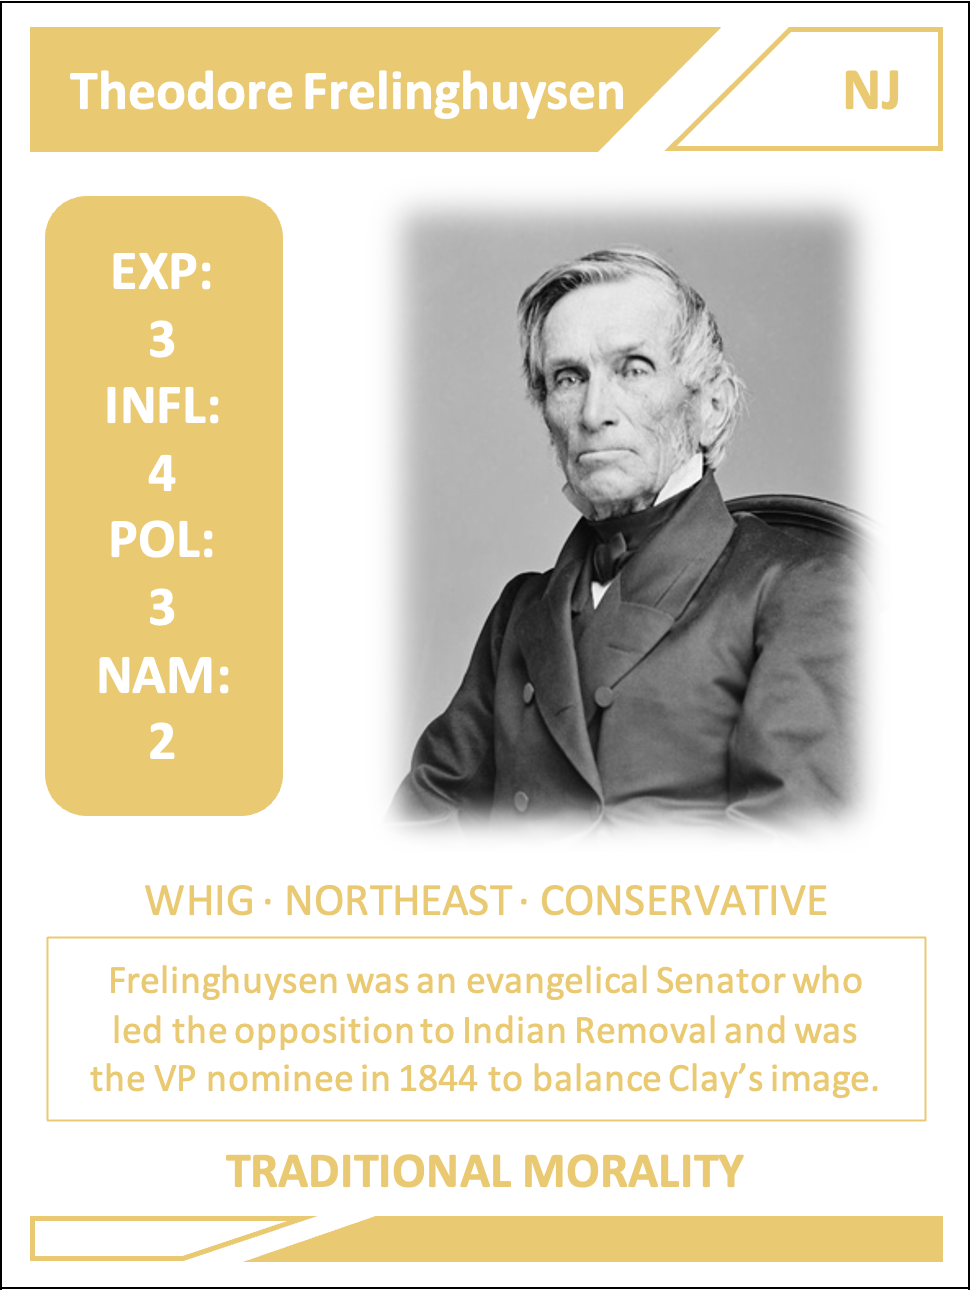 Theodore Frelinghuysen
NJ
EXP:
3
INFL:
4
POL:
3
NAM:
2
WHIG · NORTHEAST · CONSERVATIVE
Frelinghuysen was an evangelical Senator who
led the opposition to Indian Removal and was
the VP nominee in 1844 to balance Clay’s image.
TRADITIONAL MORALITY